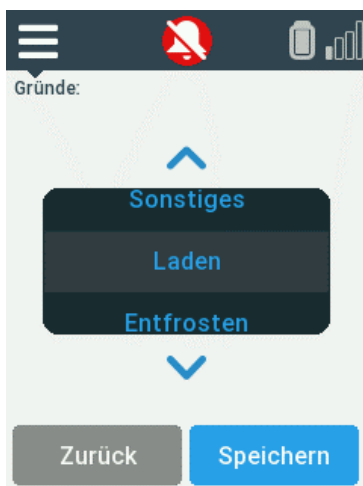 Gründe:
Sonstiges
Laden
Entfrosten
Zurück
Speichern